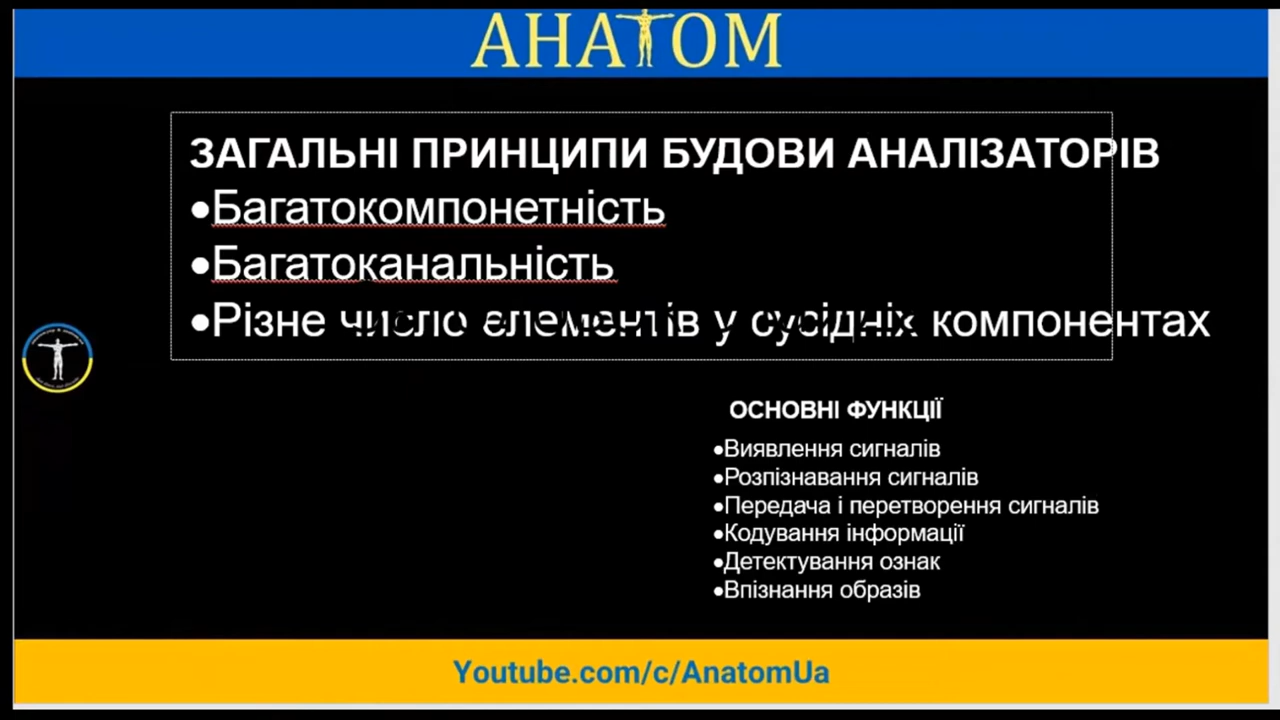 АНАТОМ
ЗАГАЛЬНІ ПРИНЦИПИ БУДОВИ АНАЛІЗАТОРІВ
•Багатокомпонетність
•Багатоканальність
•Різне число елементів у сусідніх компонентах
ОСНОВНІ ФУНКЦІЇ
•Виявлення сигналів
•Розпізнавання сигналів
•Передача і перетворення сигналів
•Кодування інформації
•Детектування ознак
•Впізнання образів
Youtube.com/c/AnatomUa